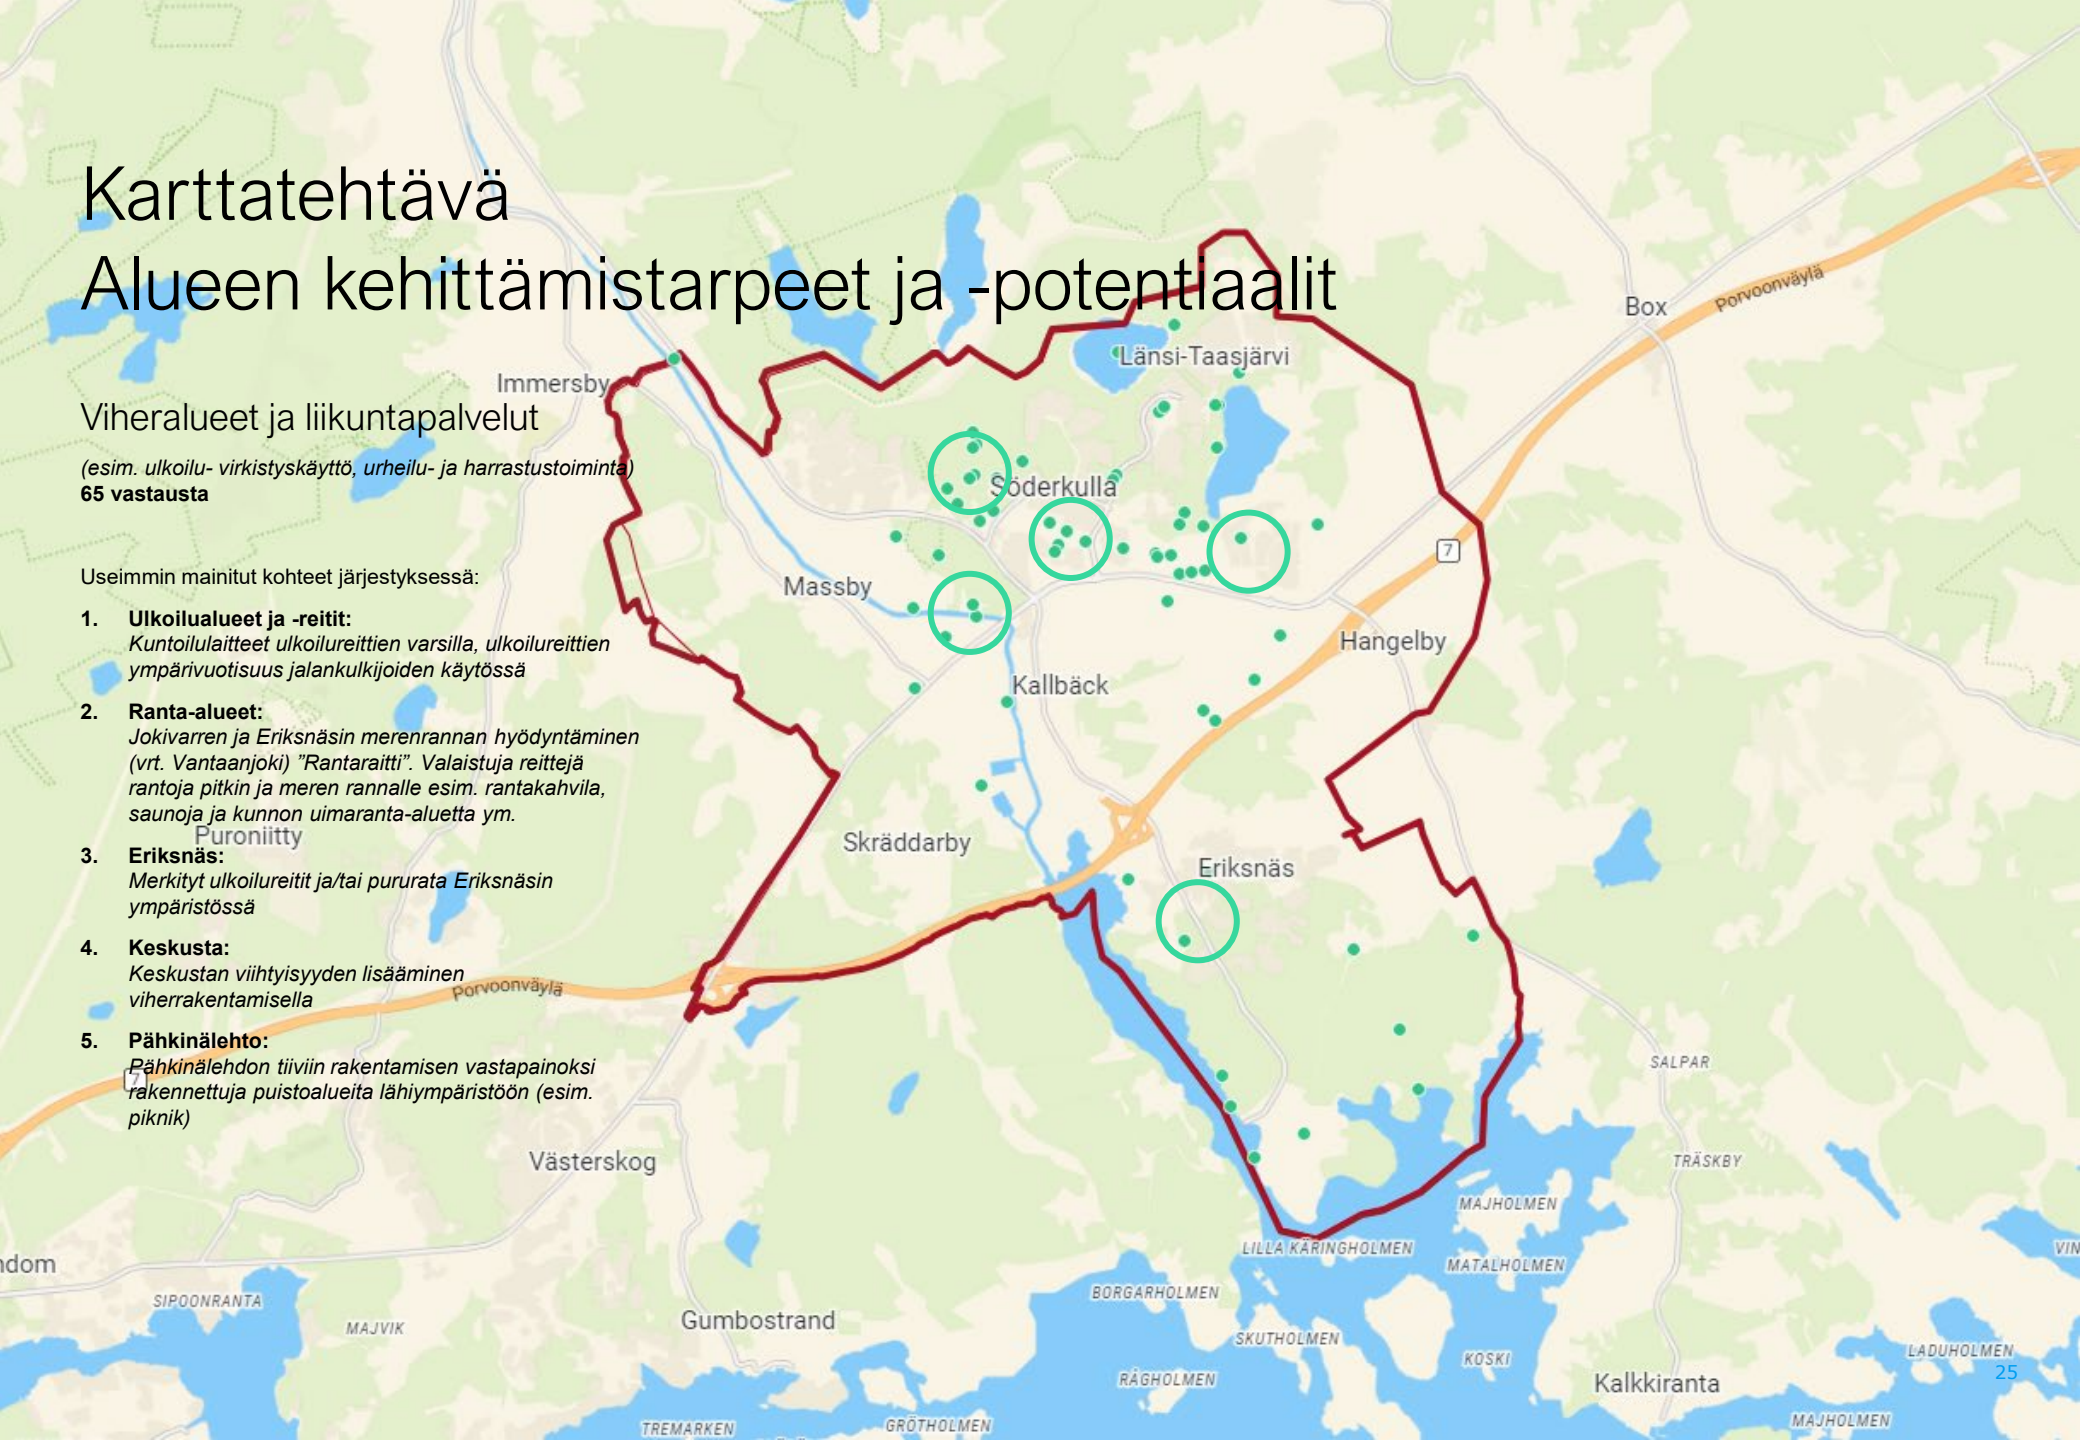 Karttatehtävä
Alueen kehittämistarpeet ja -potentiaalit
Viheralueet ja liikuntapalvelut
(esim. ulkoilu- virkistyskäyttö, urheilu- ja harrastustoiminta)
65 vastausta
Useimmin mainitut kohteet järjestyksessä:
1. Ulkoilualueet ja -reitit:
Kuntoilulaitteet ulkoilureittien varsilla, ulkoilureittien
ympärivuotisuus jalankulkijoiden käytössä
2. Ranta-alueet:
Jokivarren ja Eriksnäsin merenrannan hyödyntäminen
(vrt. Vantaanjoki) ”Rantaraitti”. Valaistuja reittejä
rantoja pitkin ja meren rannalle esim. rantakahvila,
saunoja ja kunnon uimaranta-aluetta ym.
3. Eriksnäs:
Merkityt ulkoilureitit ja/tai pururata Eriksnäsin
ympäristössä
4. Keskusta:
Keskustan viihtyisyyden lisääminen
viherrakentamisella
5. Pähkinälehto:
Pähkinälehdon tiiviin rakentamisen vastapainoksi
rakennettuja puistoalueita lähiympäristöön (esim.
piknik)
Immersby
Länsi-Taasjärvi
Box
Porvoonväylä
Söderkulla
7
Massby
Hangelby
Kallbäck
Puroniitty
Skräddarby
Eriksnäs
Porvoonväylä
7
SALPAR
Västerskog
TRÄSKBY
MAJHOLMEN
LILLA KÄRINGHOLMEN
MATALHOLMEN
VIN
ndom
SIPOONRANTA
BORGARHOLMEN
MAJVIK
Gumbostrand
SKUTHOLMEN
KOSKI
LADUHOLMEN
25
RÅGHOLMEN
Kalkkiranta
TREMARKEN
GRÖTHOLMEN
MAJHOLMEN